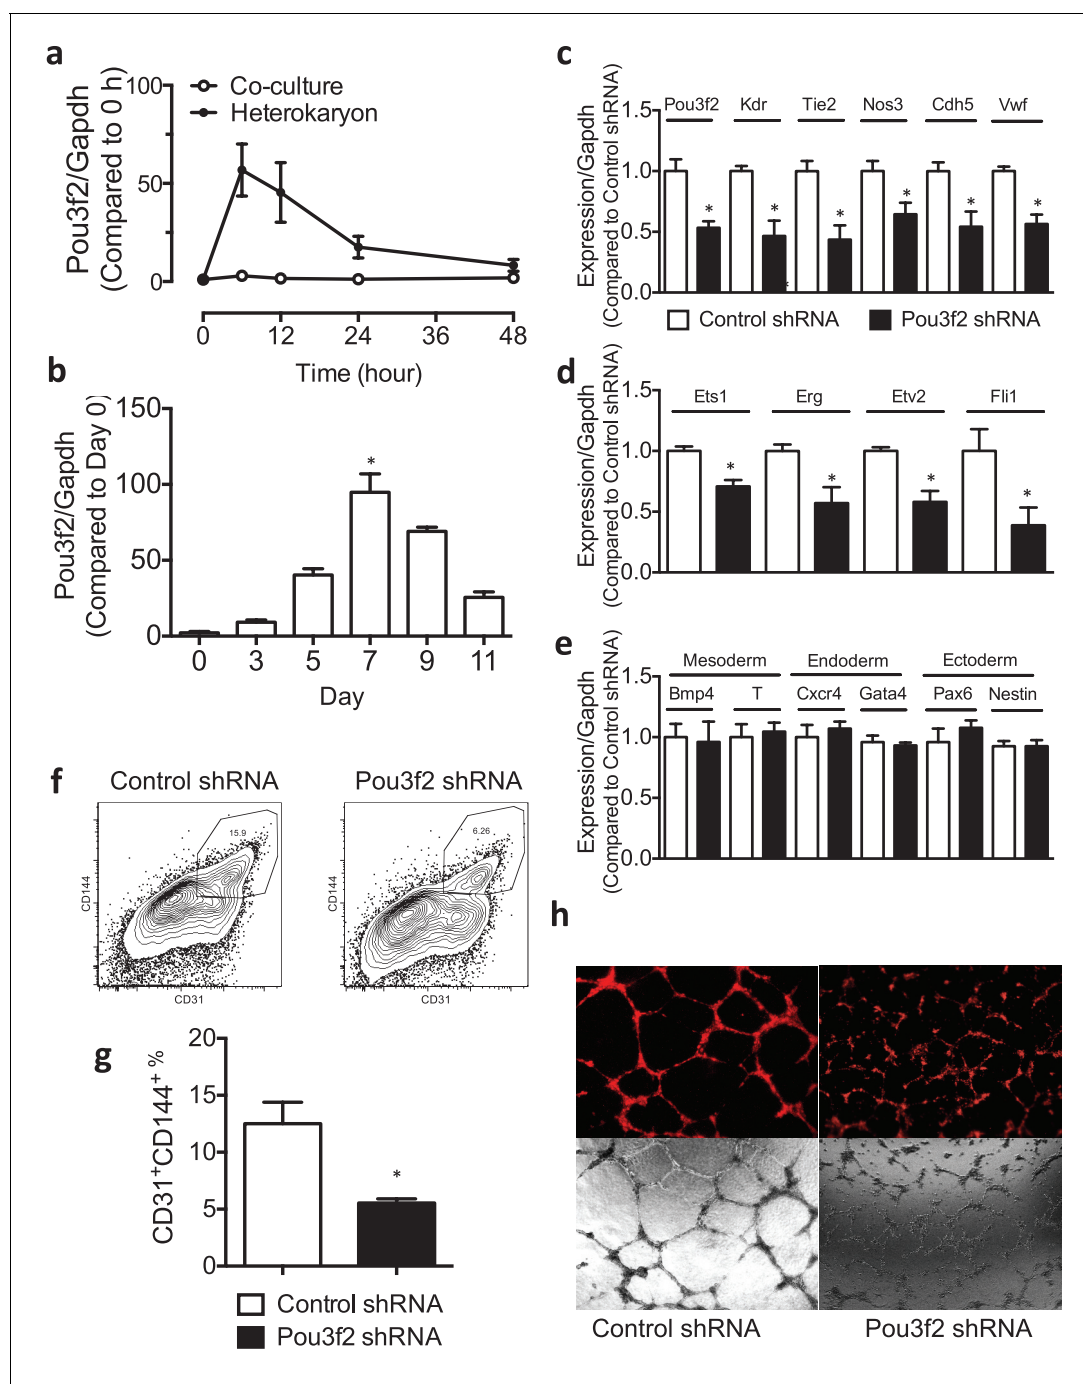 a
Pou3f2/Gapdh
(Compared to 0 h)
100
50
0
Co-culture
Heterokaryon
0 12 24 36 48
Time (hour)
b
Pou3f2/Gapdh
(Compared to Day 0)
150
100
50
0
*
0 3 5 7 9 11
Day
c
Expression/Gapdh
(Compared to Control shRNA)
1.5
1.0
0.5
0.0
Pou3f2 Kdr Tie2 Nos3 Cdh5 Vwf
* * * * * *
Control shRNA Pou3f2 shRNA
d
Expression/Gapdh
(Compared to Control shRNA)
1.5
1.0
0.5
0.0
Ets1 Erg Etv2 Fli1
* * * *
e
Expression/Gapdh
(Compared to Control shRNA)
1.5
1.0
0.5
0.0
Mesoderm Endoderm Ectoderm
Bmp4 T Cxcr4 Gata4 Pax6 Nestin
f
Control shRNA Pou3f2 shRNA
15.9
6.26
CD144
CD31
CD144
CD31
g
CD31+CD144+ %
20
15
10
5
0
*
Control shRNA
Pou3f2 shRNA
h
Control shRNA Pou3f2 shRNA